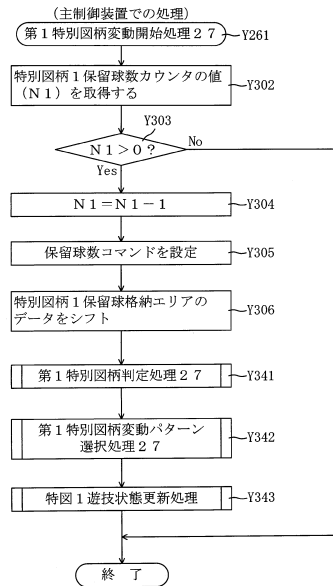 (主制御装置での処理)
第1特別図柄変動開始処理27
Y261
特別図柄1保留球数カウンタの値
(N1)を取得する
Y302
Y303
N1>0?
No
Yes
N1=N1-1
Y304
保留球数コマンドを設定
Y305
特別図柄1保留球格納エリアの
データをシフト
Y306
第1特別図柄判定処理27
Y341
第1特別図柄変動パターン
選択処理27
Y342
特図1遊技状態更新処理
Y343
終了